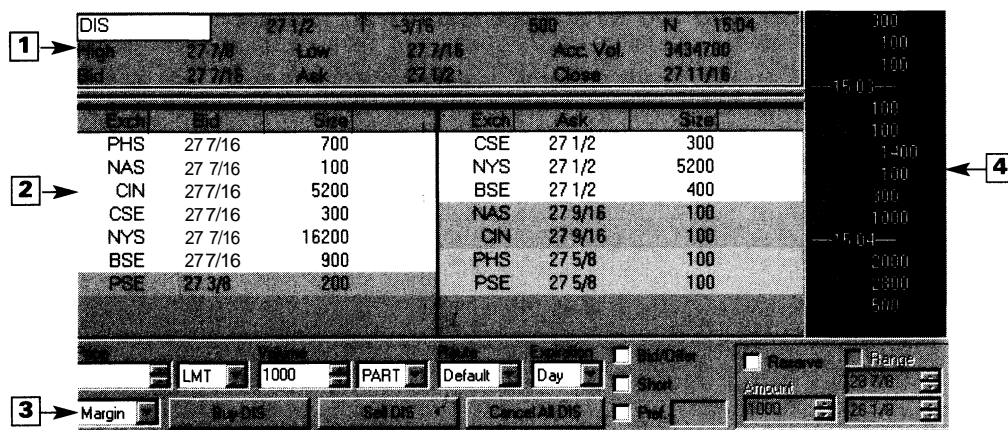 DIS 27 1/2 ↑ -3/16 500 N 15:04
1 High 27 7/8 Low 27 7/16 Acc. Vol. 3434700
Bid 27 7/16 Ask 27 1/2 Close 27 11/16
Exch Bid Size Exch Ask Size
PHS 27 7/16 700 CSE 27 1/2 300
NAS 27 7/16 100 NYS 27 1/2 5200
2 CIN 27 7/16 5200 BSE 27 1/2 400
CSE 27 7/16 300 NAS 27 9/16 100
NYS 27 7/16 16200 CIN 27 9/16 100
BSE 27 7/16 900 PHS 27 5/8 100
PSE 27 3/8 200 PSE 27 5/8 100
Volume Route Expiration Bid/Offer Reserve Range
LMT 1000 PART Default Day Short Amount 28 7/8
3 Margin Buy DIS Sell DIS Cancel All DIS Pref. 1000 26 1/8
300
100
100
15:03
100
100
1400
100
4
300
1000
15:04
2000
2800
500